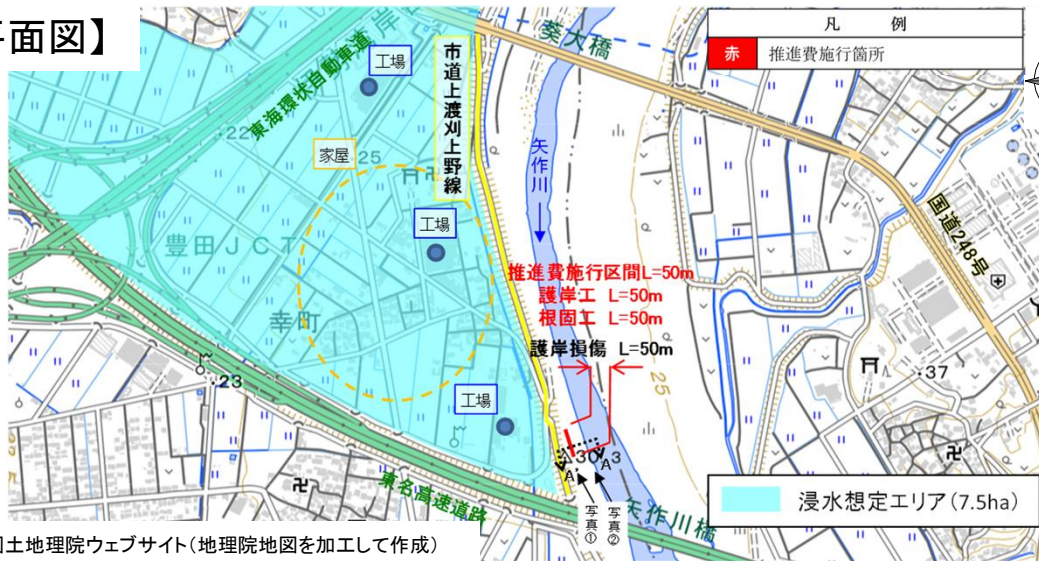 面図】
凡 例
赤 推進費施行箇所
葵大橋
工場
東海環状自動車道
市道上渡刈上野線
22
家屋
25
矢作川
工場
国道248号
豊田JCT
推進費施行区間L=50m
護岸工 L=50m
根固工 L=50m
護岸損傷 L=50m
幸町
25
37
23
工場
A
A
写真①
写真②
東名高速道路
矢作川橋
浸水想定エリア(7.5ha)
土地理院ウェブサイト(地理院地図を加工して作成)